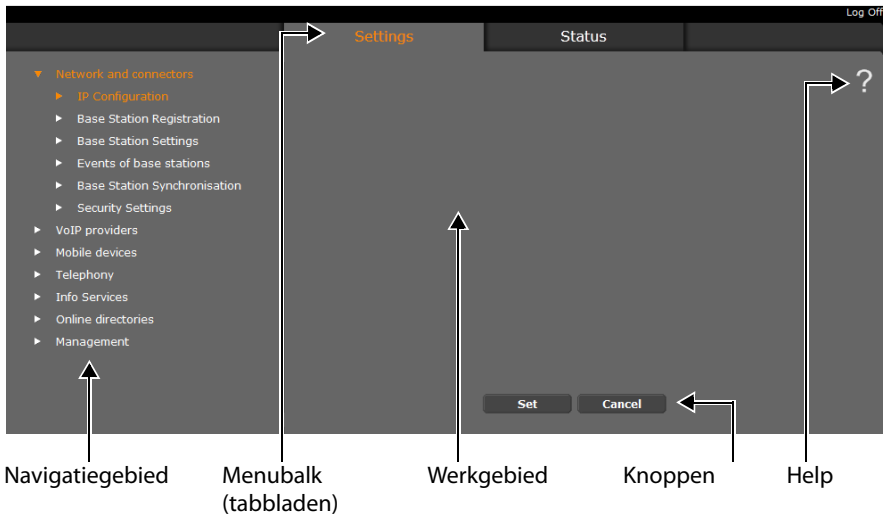 Log Off
Settings
Status
▼ Network and connectors
► IP Configuration
► Base Station Registration
► Base Station Settings
► Events of base stations
► Base Station Synchronisation
► Security Settings
► VoIP providers
► Mobile devices
► Telephony
► Info Services
► Online directories
► Management
?
Set
Cancel
Navigatiegebied
Menubalk
(tabbladen)
Werkgebied
Knoppen
Help